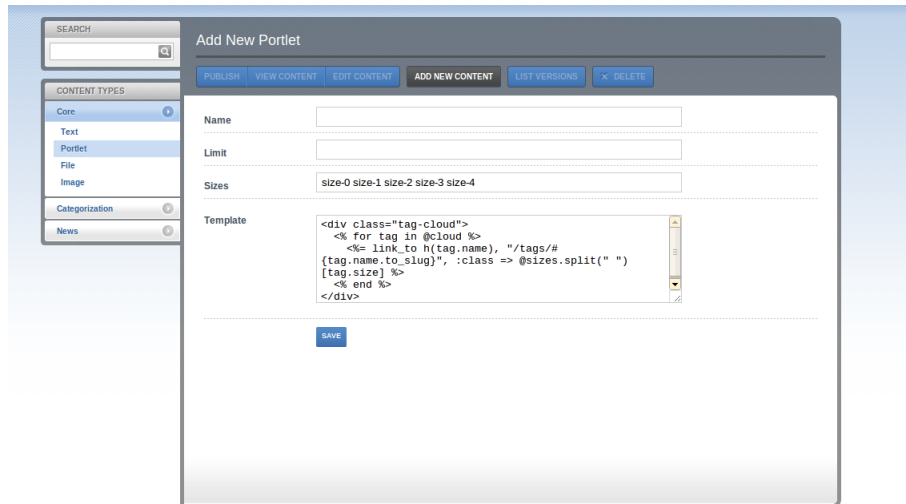 SEARCH
Add New Portlet
PUBLISH VIEW CONTENT EDIT CONTENT ADD NEW CONTENT LIST VERSIONS × DELETE
CONTENT TYPES
Core
Text
Portlet
File
Image
Categorization
News
Name
Limit
Sizes size-0 size-1 size-2 size-3 size-4
Template
<div class="tag-cloud">
<% for tag in @cloud %>
<%= link_to h(tag.name), "/tags/#
{tag.name.to_slug}", :class => @sizes.split(" ")
[tag.size] %>
<% end %>
</div>
SAVE